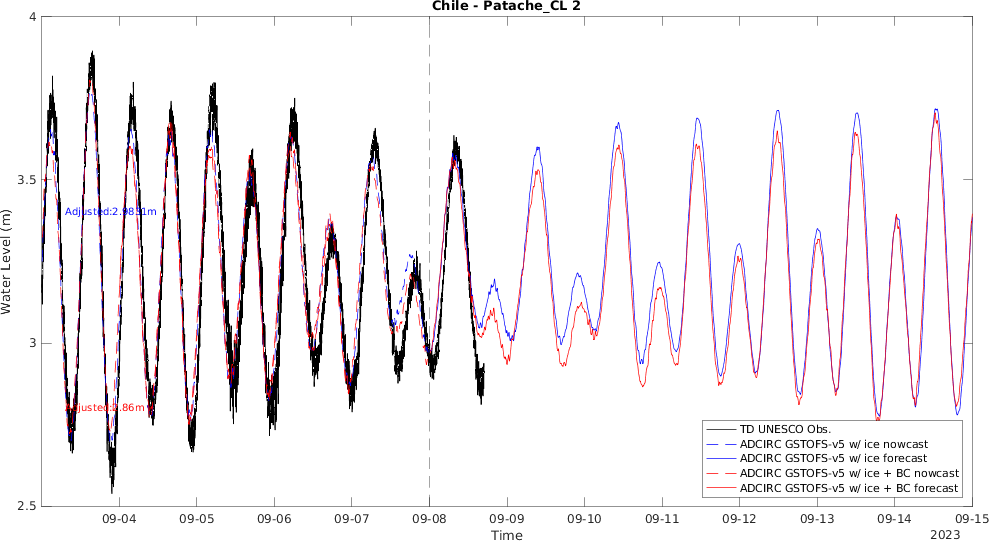 Chile - Patache_CL 2
Water Level (m)
4
3.5
3
2.5
Adjusted:2.9851m
Adjusted:2.86m
TD UNESCO Obs.
ADCIRC GSTOFS-v5 w/ ice nowcast
ADCIRC GSTOFS-v5 w/ ice forecast
ADCIRC GSTOFS-v5 w/ ice + BC nowcast
ADCIRC GSTOFS-v5 w/ ice + BC forecast
09-04 09-05 09-06 09-07 09-08 09-09 09-10 09-11 09-12 09-13 09-14 09-15
Time
2023